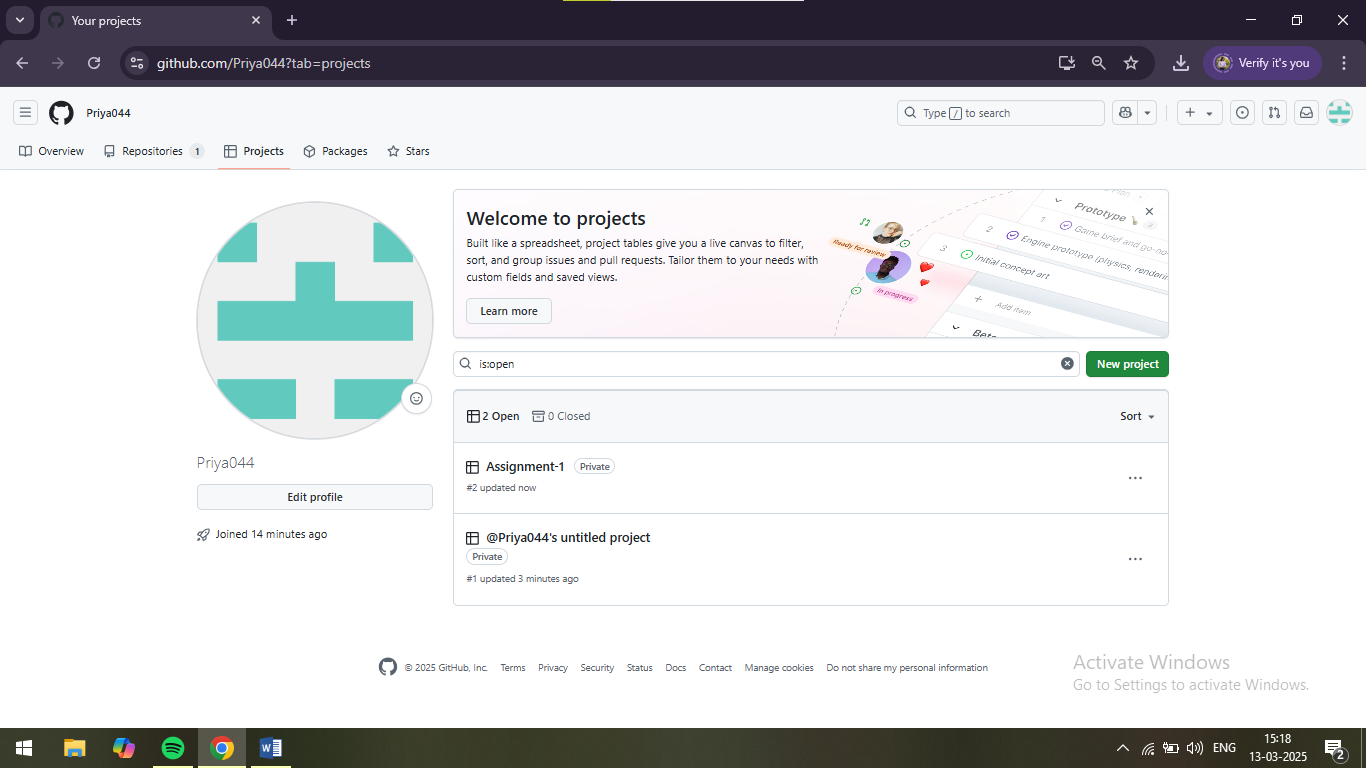 Your projects
github.com/Priya044?tab=projects
Verify it's you
Priya044
Type / to search
Overview
Repositories 1
Projects
Packages
Stars
Welcome to projects
Built like a spreadsheet, project tables give you a live canvas to filter,
sort, and group issues and pull requests. Tailor them to your needs with
custom fields and saved views.
Learn more
Ready for review
In progress
Prototype
1 Game brief and go-no
2 Engine prototype (physics, renderin
3 Initial concept art
+ Add item
Beta
is:open
New project
2 Open
0 Closed
Sort
Assignment-1 Private
#2 updated now
@Priya044's untitled project
Private
#1 updated 3 minutes ago
Priya044
Edit profile
Joined 14 minutes ago
© 2025 GitHub, Inc. Terms Privacy Security Status Docs Contact Manage cookies Do not share my personal information
Activate Windows
Go to Settings to activate Windows.
ENG
15:18
13-03-2025
2